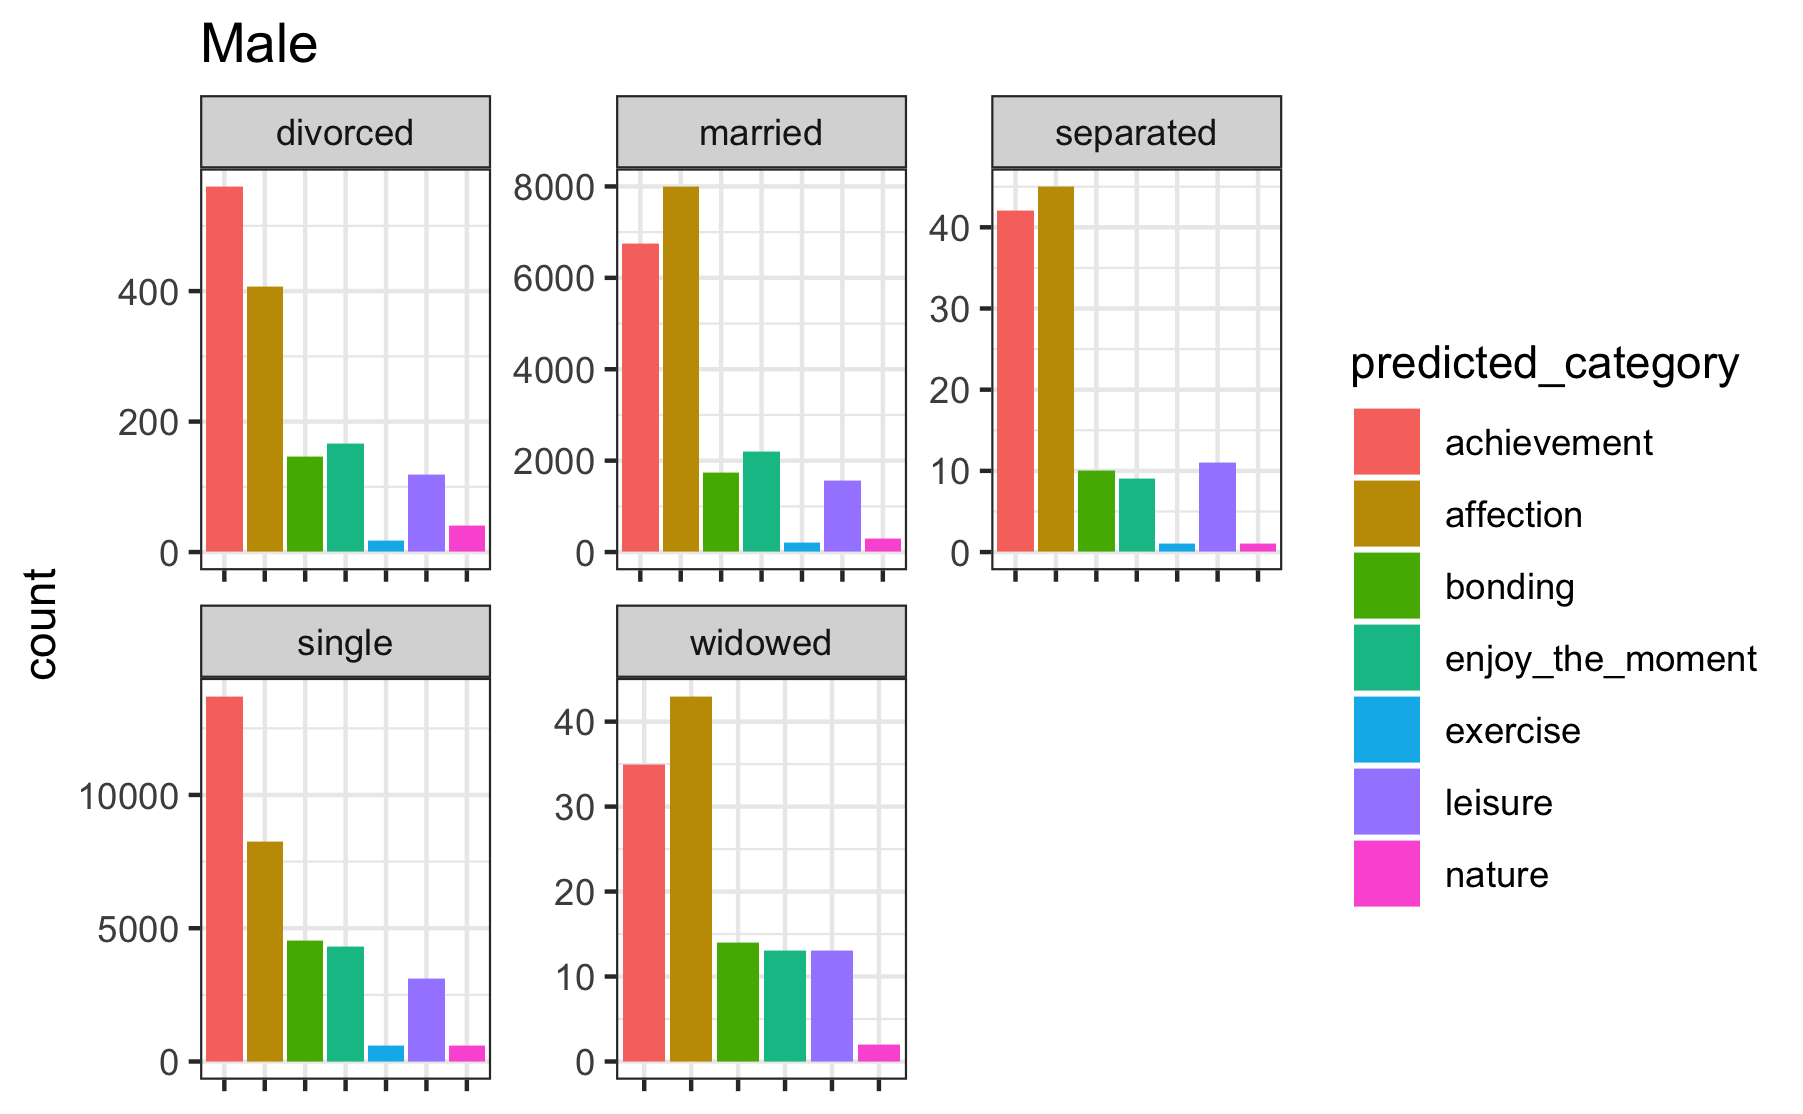 Male
divorced
married
separated
400
200
0
8000
6000
4000
2000
0
40
30
20
10
0
count
single
widowed
10000
5000
0
40
30
20
10
0
predicted_category
achievement
affection
bonding
enjoy_the_moment
exercise
leisure
nature